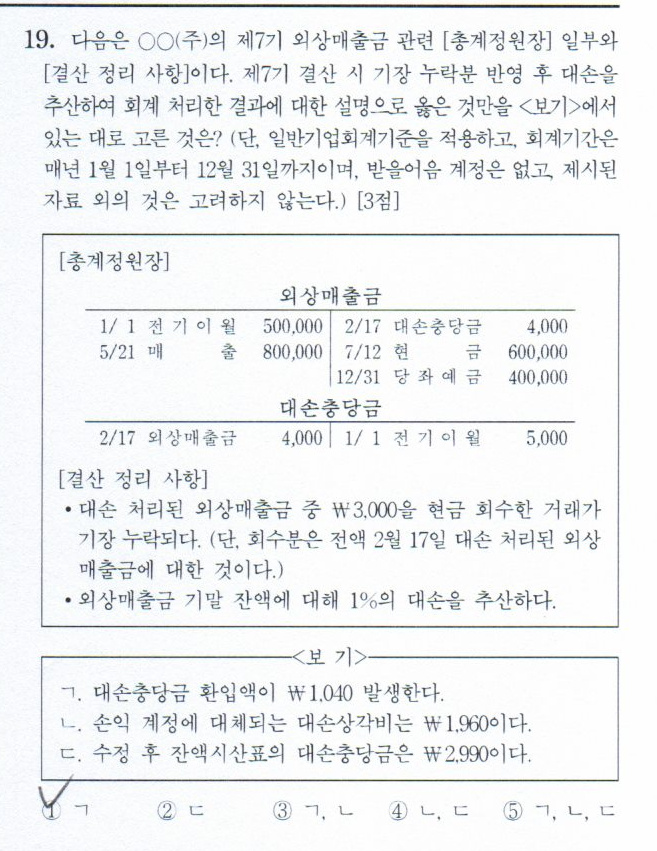 19. 다음은 ○○(주)의 제7기 외상매출금 관련 [총계정원장] 일부와
[결산 정리 사항]이다. 제7기 결산 시 기장 누락분 반영 후 대손을
추산하여 회계 처리한 결과에 대한 설명으로 옳은 것만을 <보기>에서
있는 대로 고른 것은? (단, 일반기업회계기준을 적용하고, 회계기간은
매년 1월 1일부터 12월 31일까지이며, 받을어음 계정은 없고, 제시된
자료 외의 것은 고려하지 않는다.) [3점]
[총계정원장]
외상매출금
1/ 1 전 기 이 월 500,000 2/17 대손충당금 4,000
5/21 매 출 800,000 7/12 현 금 600,000
12/31 당 좌 예 금 400,000
대손충당금
2/17 외상매출금 4,000 1/ 1 전 기 이 월 5,000
[결산 정리 사항]
• 대손 처리된 외상매출금 중 ₩3,000을 현금 회수한 거래가
기장 누락되다. (단, 회수분은 전액 2월 17일 대손 처리된 외상
매출금에 대한 것이다.)
• 외상매출금 기말 잔액에 대해 1%의 대손을 추산하다.
<보 기>
ㄱ. 대손충당금 환입액이 ₩1,040 발생한다.
ㄴ. 손익 계정에 대체되는 대손상각비는 ₩1,960이다.
ㄷ. 수정 후 잔액시산표의 대손충당금은 ₩2,990이다.
① ㄱ ② ㄷ ③ ㄱ, ㄴ ④ ㄴ, ㄷ ⑤ ㄱ, ㄴ, ㄷ